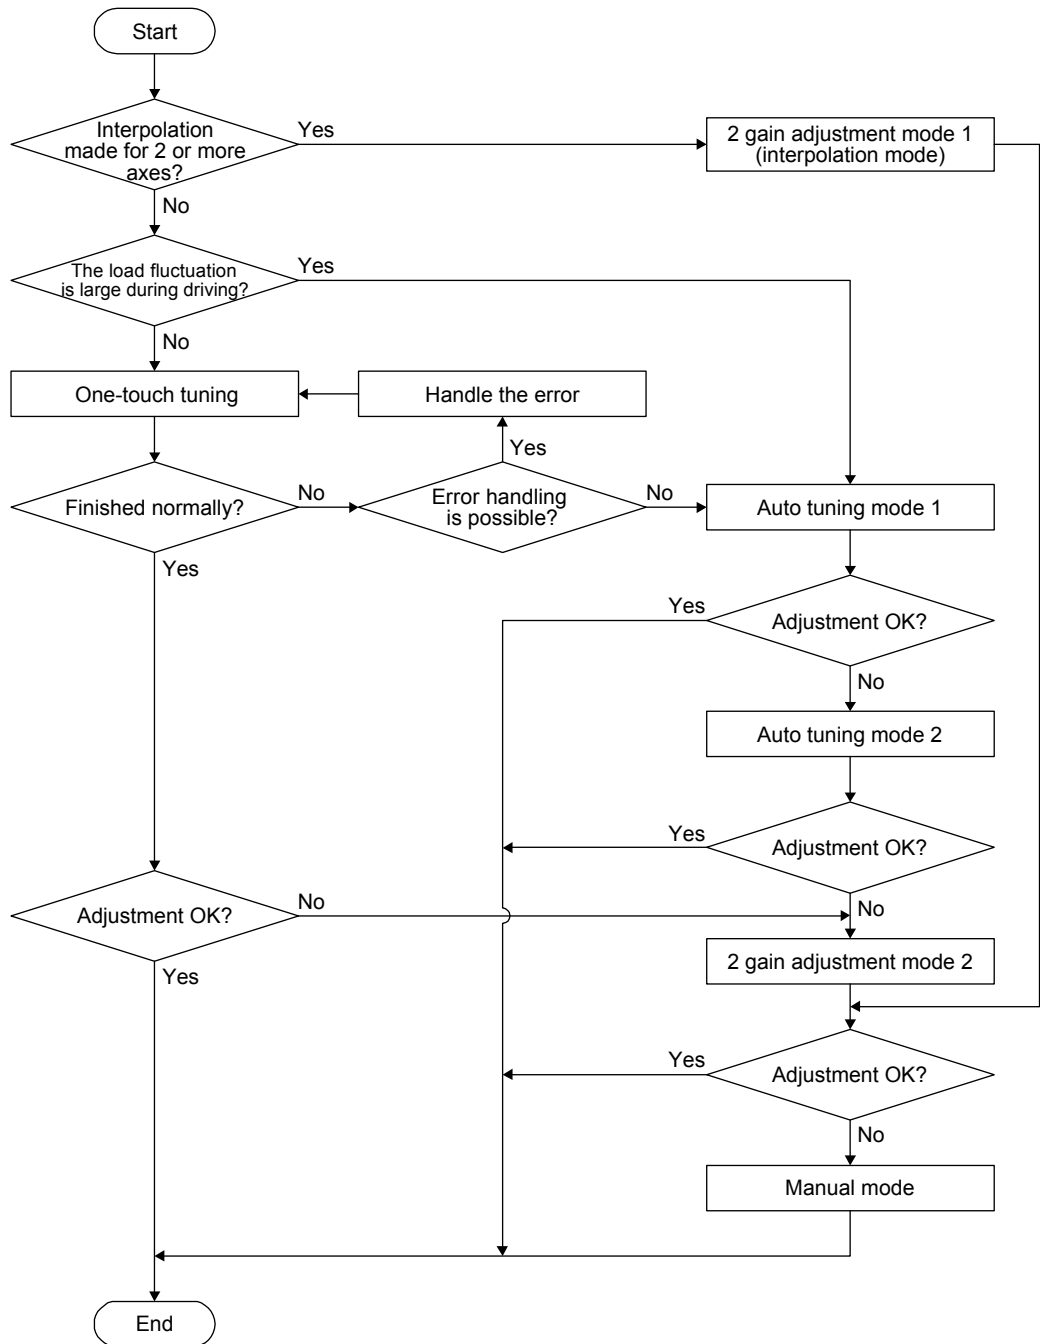 Start
Interpolation
made for 2 or more
axes?
Yes
2 gain adjustment mode 1
(interpolation mode)
No
The load fluctuation
is large during driving?
Yes
No
One-touch tuning
Handle the error
Yes
Finished normally?
No
Error handling
is possible?
No
Auto tuning mode 1
Yes
Yes
Adjustment OK?
No
Auto tuning mode 2
Yes
Adjustment OK?
Adjustment OK?
No
No
2 gain adjustment mode 2
Yes
Yes
Adjustment OK?
No
Manual mode
End